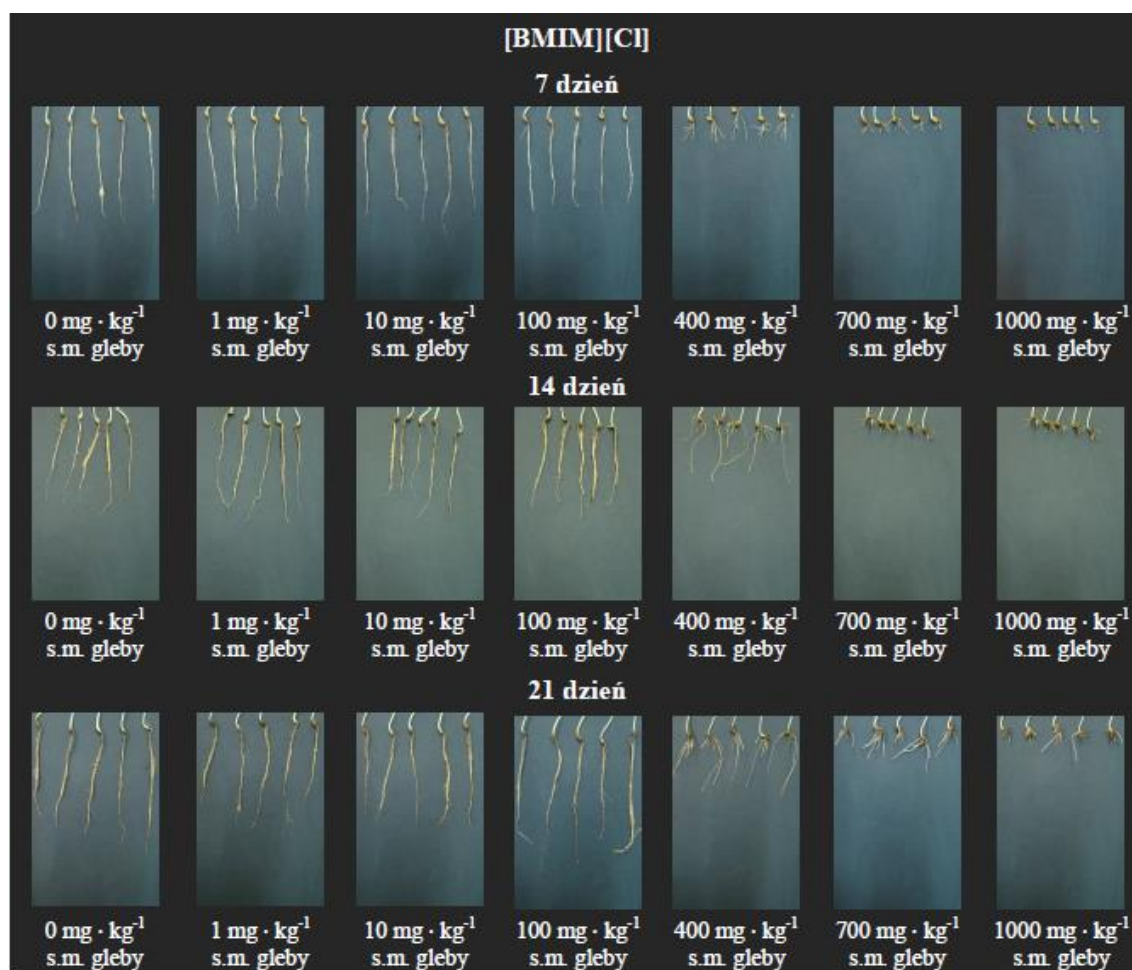 [BMIM][Cl]
7 dzień
0 mg · kg⁻¹ 1 mg · kg⁻¹ 10 mg · kg⁻¹ 100 mg · kg⁻¹ 400 mg · kg⁻¹ 700 mg · kg⁻¹ 1000 mg · kg⁻¹
s.m. gleby s.m. gleby s.m. gleby s.m. gleby s.m. gleby s.m. gleby s.m. gleby
14 dzień
0 mg · kg⁻¹ 1 mg · kg⁻¹ 10 mg · kg⁻¹ 100 mg · kg⁻¹ 400 mg · kg⁻¹ 700 mg · kg⁻¹ 1000 mg · kg⁻¹
s.m. gleby s.m. gleby s.m. gleby s.m. gleby s.m. gleby s.m. gleby s.m. gleby
21 dzień
0 mg · kg⁻¹ 1 mg · kg⁻¹ 10 mg · kg⁻¹ 100 mg · kg⁻¹ 400 mg · kg⁻¹ 700 mg · kg⁻¹ 1000 mg · kg⁻¹
s.m. gleby s.m. gleby s.m. gleby s.m. gleby s.m. gleby s.m. gleby s.m. gleby